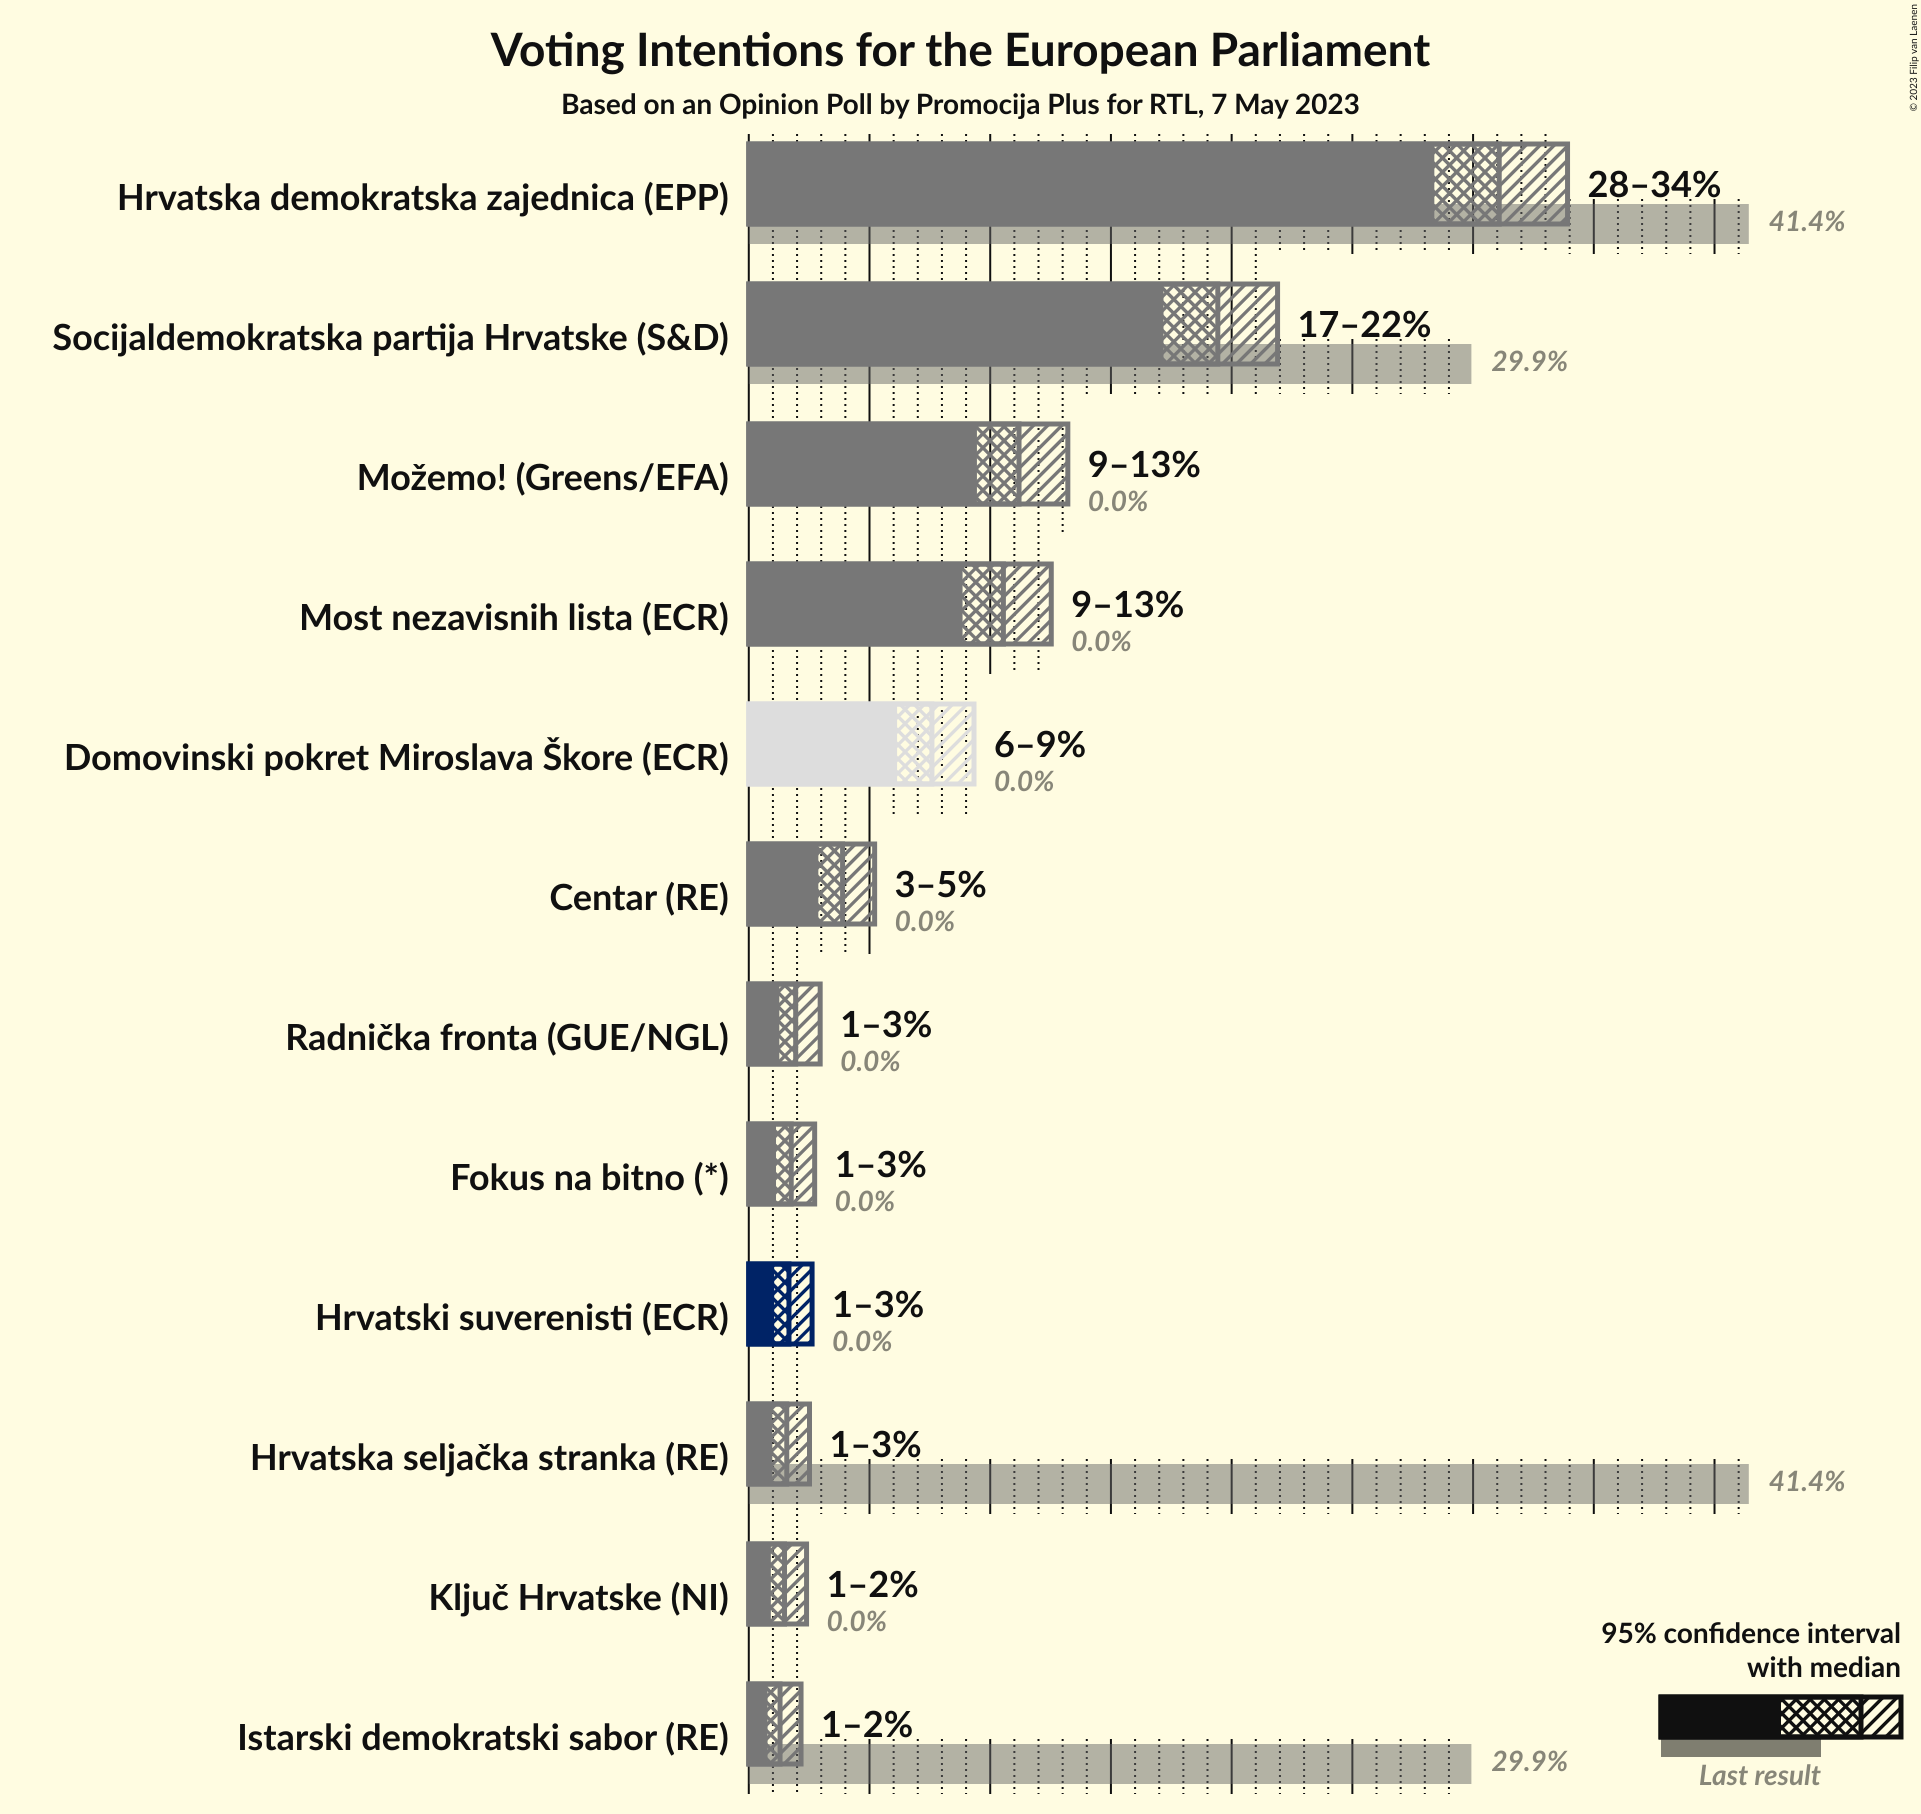 Voting Intentions for the European Parliament
Based on an Opinion Poll by Promocija Plus for RTL, 7 May 2023
© 2023 Filip van Laenen
Hrvatska demokratska zajednica (EPP)
28–34%
41.4%
Socijaldemokratska partija Hrvatske (S&D)
17–22%
29.9%
Možemo! (Greens/EFA)
9–13%
0.0%
Most nezavisnih lista (ECR)
9–13%
0.0%
Domovinski pokret Miroslava Škore (ECR)
6–9%
0.0%
Centar (RE)
3–5%
0.0%
Radnička fronta (GUE/NGL)
1–3%
0.0%
Fokus na bitno (*)
1–3%
0.0%
Hrvatski suverenisti (ECR)
1–3%
0.0%
Hrvatska seljačka stranka (RE)
1–3%
41.4%
Ključ Hrvatske (NI)
1–2%
0.0%
Istarski demokratski sabor (RE)
1–2%
29.9%
95% confidence interval
with median
Last result